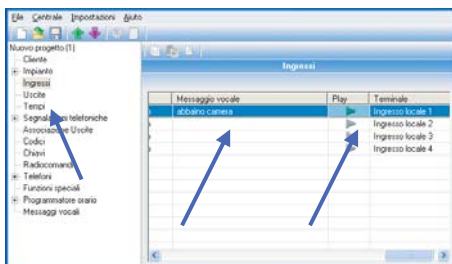 File Centrale Impostazioni Aiuto
Nuovo progetto (1)
Cliente
Impianto
Ingressi
Uscite
Tempi
Segnalazioni telefoniche
Associazione Uscite
Codici
Chiavi
Radiocomandi
Telefoni
Funzioni speciali
Programmatore orario
Messaggi vocali
Ingressi
Messaggio vocale Play Terminale
abbaino camera Ingresso locale 1
Ingresso locale 2
Ingresso locale 3
Ingresso locale 4